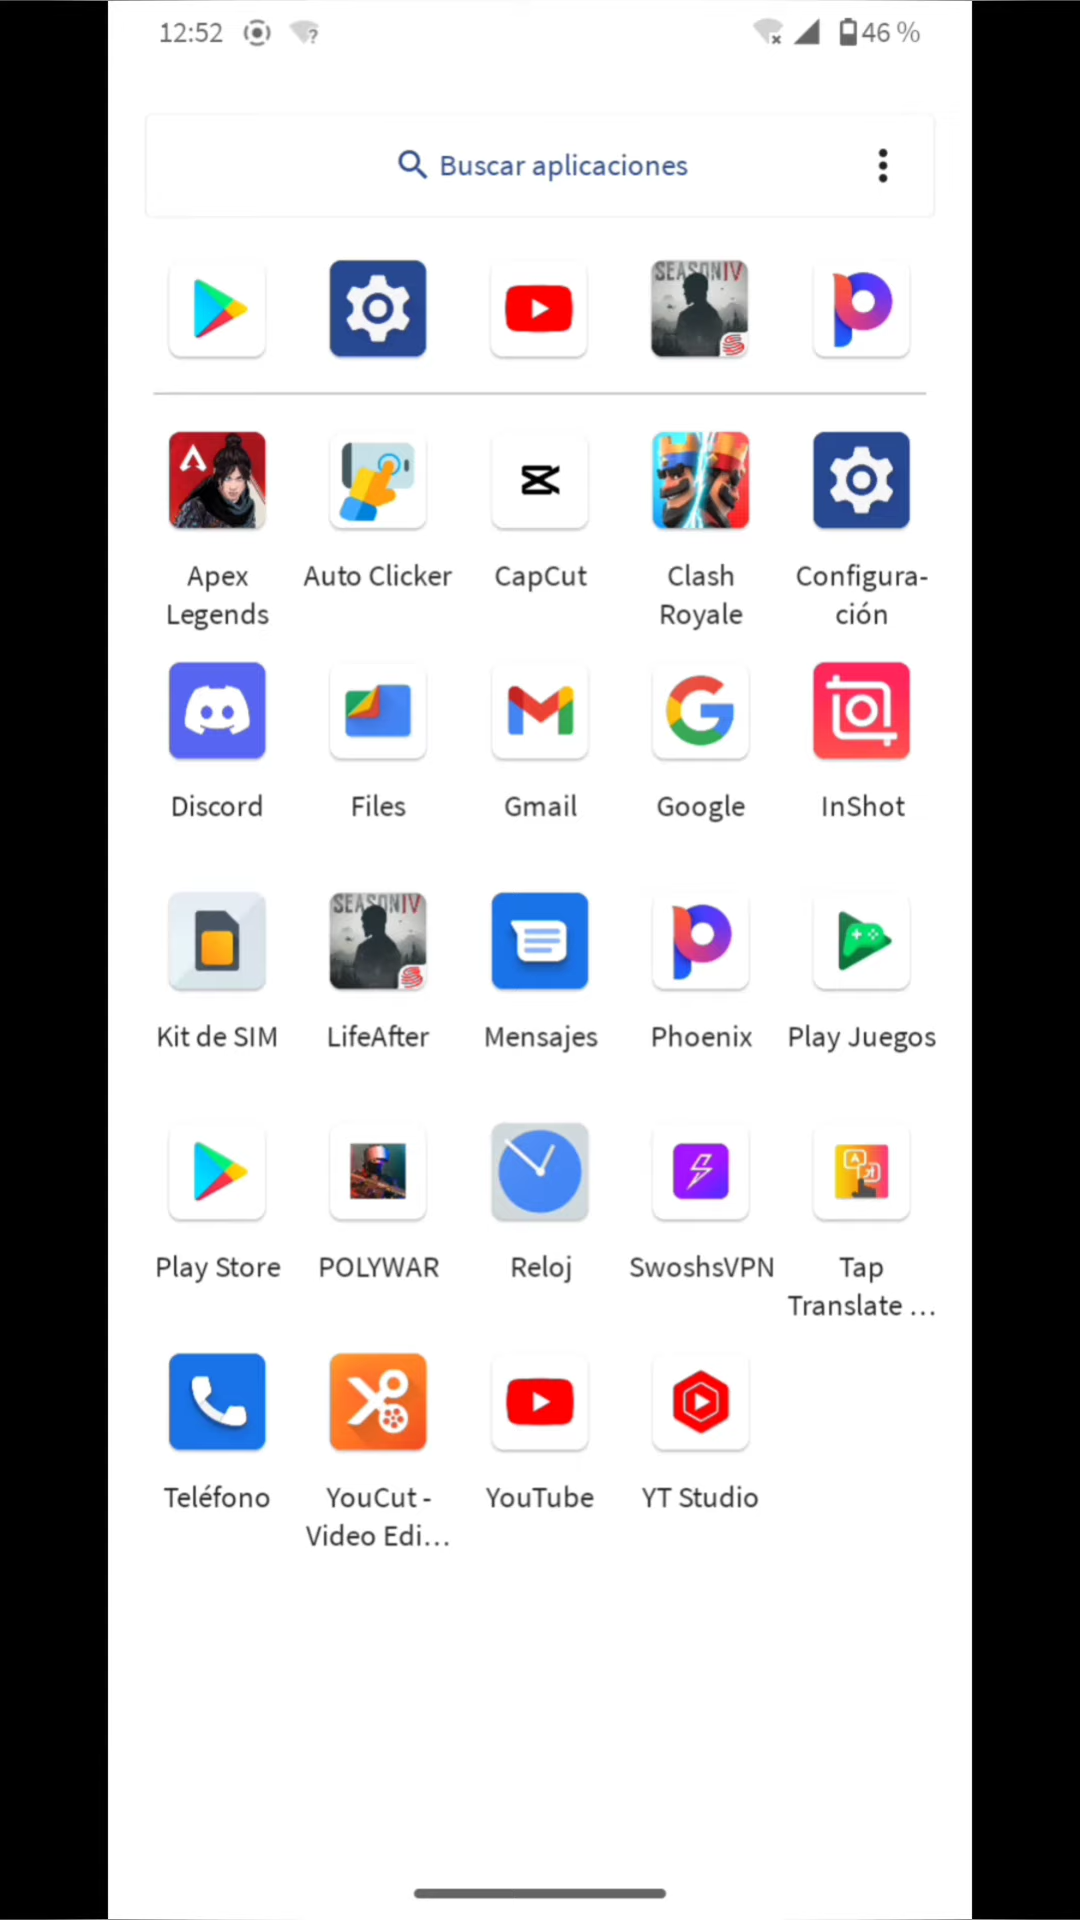 12:52
46 %
Buscar aplicaciones
SEASONIV
Apex
Legends
Auto Clicker
CapCut
Clash
Royale
Configura-
ción
Discord
Files
Gmail
Google
InShot
SEASONIV
Kit de SIM
LifeAfter
Mensajes
Phoenix
Play Juegos
Play Store
POLYWAR
Reloj
SwoshsVPN
Tap
Translate ...
Teléfono
YouCut -
Video Edi...
YouTube
YT Studio